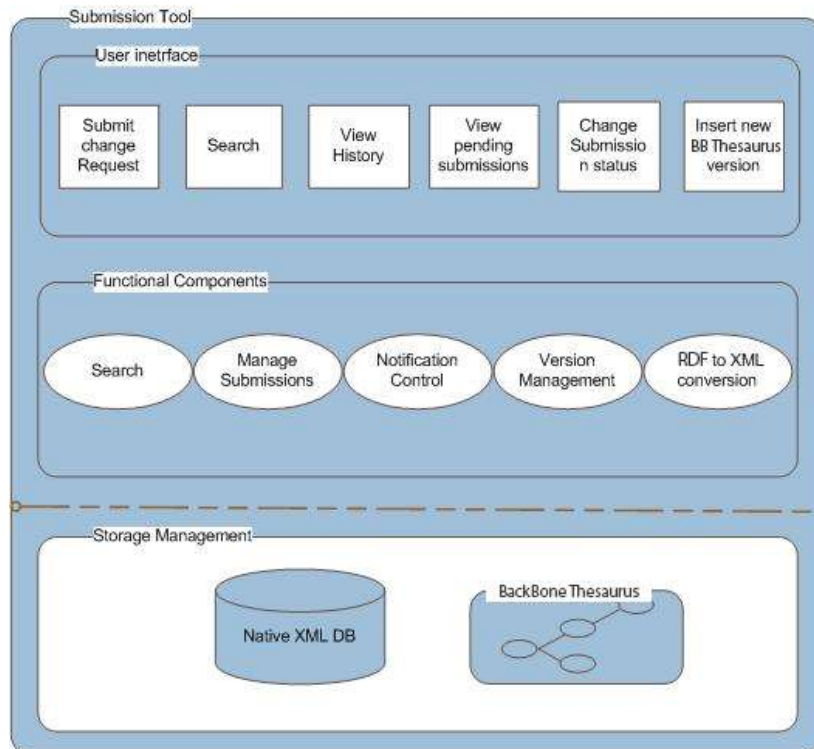 Submission Tool
User inetrface
Submit
change
Request
Search
View
History
View
pending
submissions
Change
Submissio
n status
Insert new
BB Thesaurus
version
Functional Components
Search
Manage
Submissions
Notification
Control
Version
Management
RDF to XML
conversion
Storage Management
Native XML DB
BackBone Thesaurus